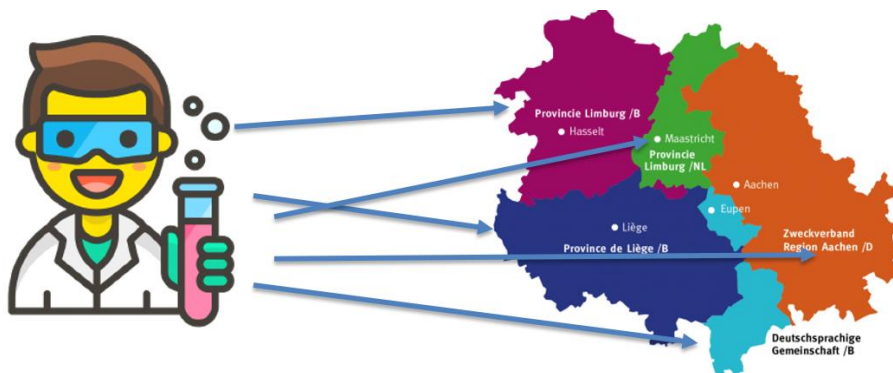 Provincie Limburg /B
Hasselt
Maastricht
Provincie
Limburg /NL
Aachen
Eupen
Liège
Province de Liège /B
Zweckverband
Region Aachen /D
Deutschsprachige
Gemeinschaft /B